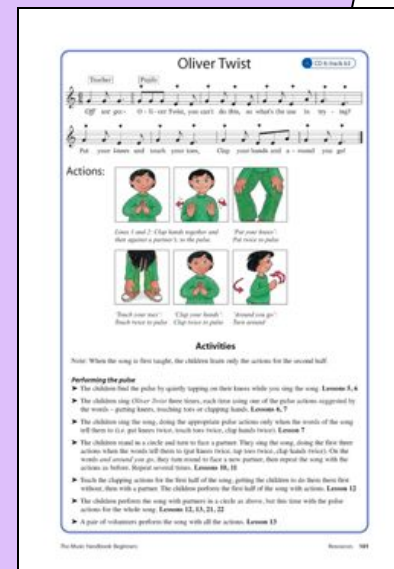 Oliver Twist
CD 6: track 63
Teacher Pupils
Off we go - O - li - ver Twist, you can't do this, so what's the use in try - ing?
Pat your knees and touch your toes, Clap your hands and a - round you go!
Actions:
Lines 1 and 2: Clap hands together and
then against a partner's, to the pulse.
'Pat your knees':
Pat twice to pulse
'Touch your toes':
Touch twice to pulse
'Clap your hands':
Clap twice to pulse
'Around you go':
Turn around
Activities
Note: When the song is first taught, the children learn only the actions for the second half.
Performing the pulse
➤ The children find the pulse by quietly tapping on their knees while you sing the song. Lessons 5, 6
➤ The children sing Oliver Twist three times, each time using one of the pulse actions suggested by
the words – patting knees, touching toes or clapping hands. Lessons 6, 7
➤ The children sing the song, doing the appropriate pulse actions only when the words of the song
tell them to (i.e. pat knees twice, touch toes twice, clap hands twice). Lesson 7
➤ The children stand in a circle and turn to face a partner. They sing the song, doing the first three
actions when the words tell them to (pat knees twice, tap toes twice, clap hands twice). On the
words and around you go, they turn round to face a new partner, then repeat the song with the
actions as before. Repeat several times. Lessons 10, 11
➤ Teach the clapping actions for the first half of the song, getting the children to do them them first
without, then with a partner. The children perform the first half of the song with actions. Lesson 12
➤ The children perform the song with partners in a circle as above, but this time with the pulse
actions for the whole song. Lessons 12, 13, 21, 22
➤ A pair of volunteers perform the song with all the actions. Lesson 13
The Music Handbook Beginners
Resources 161